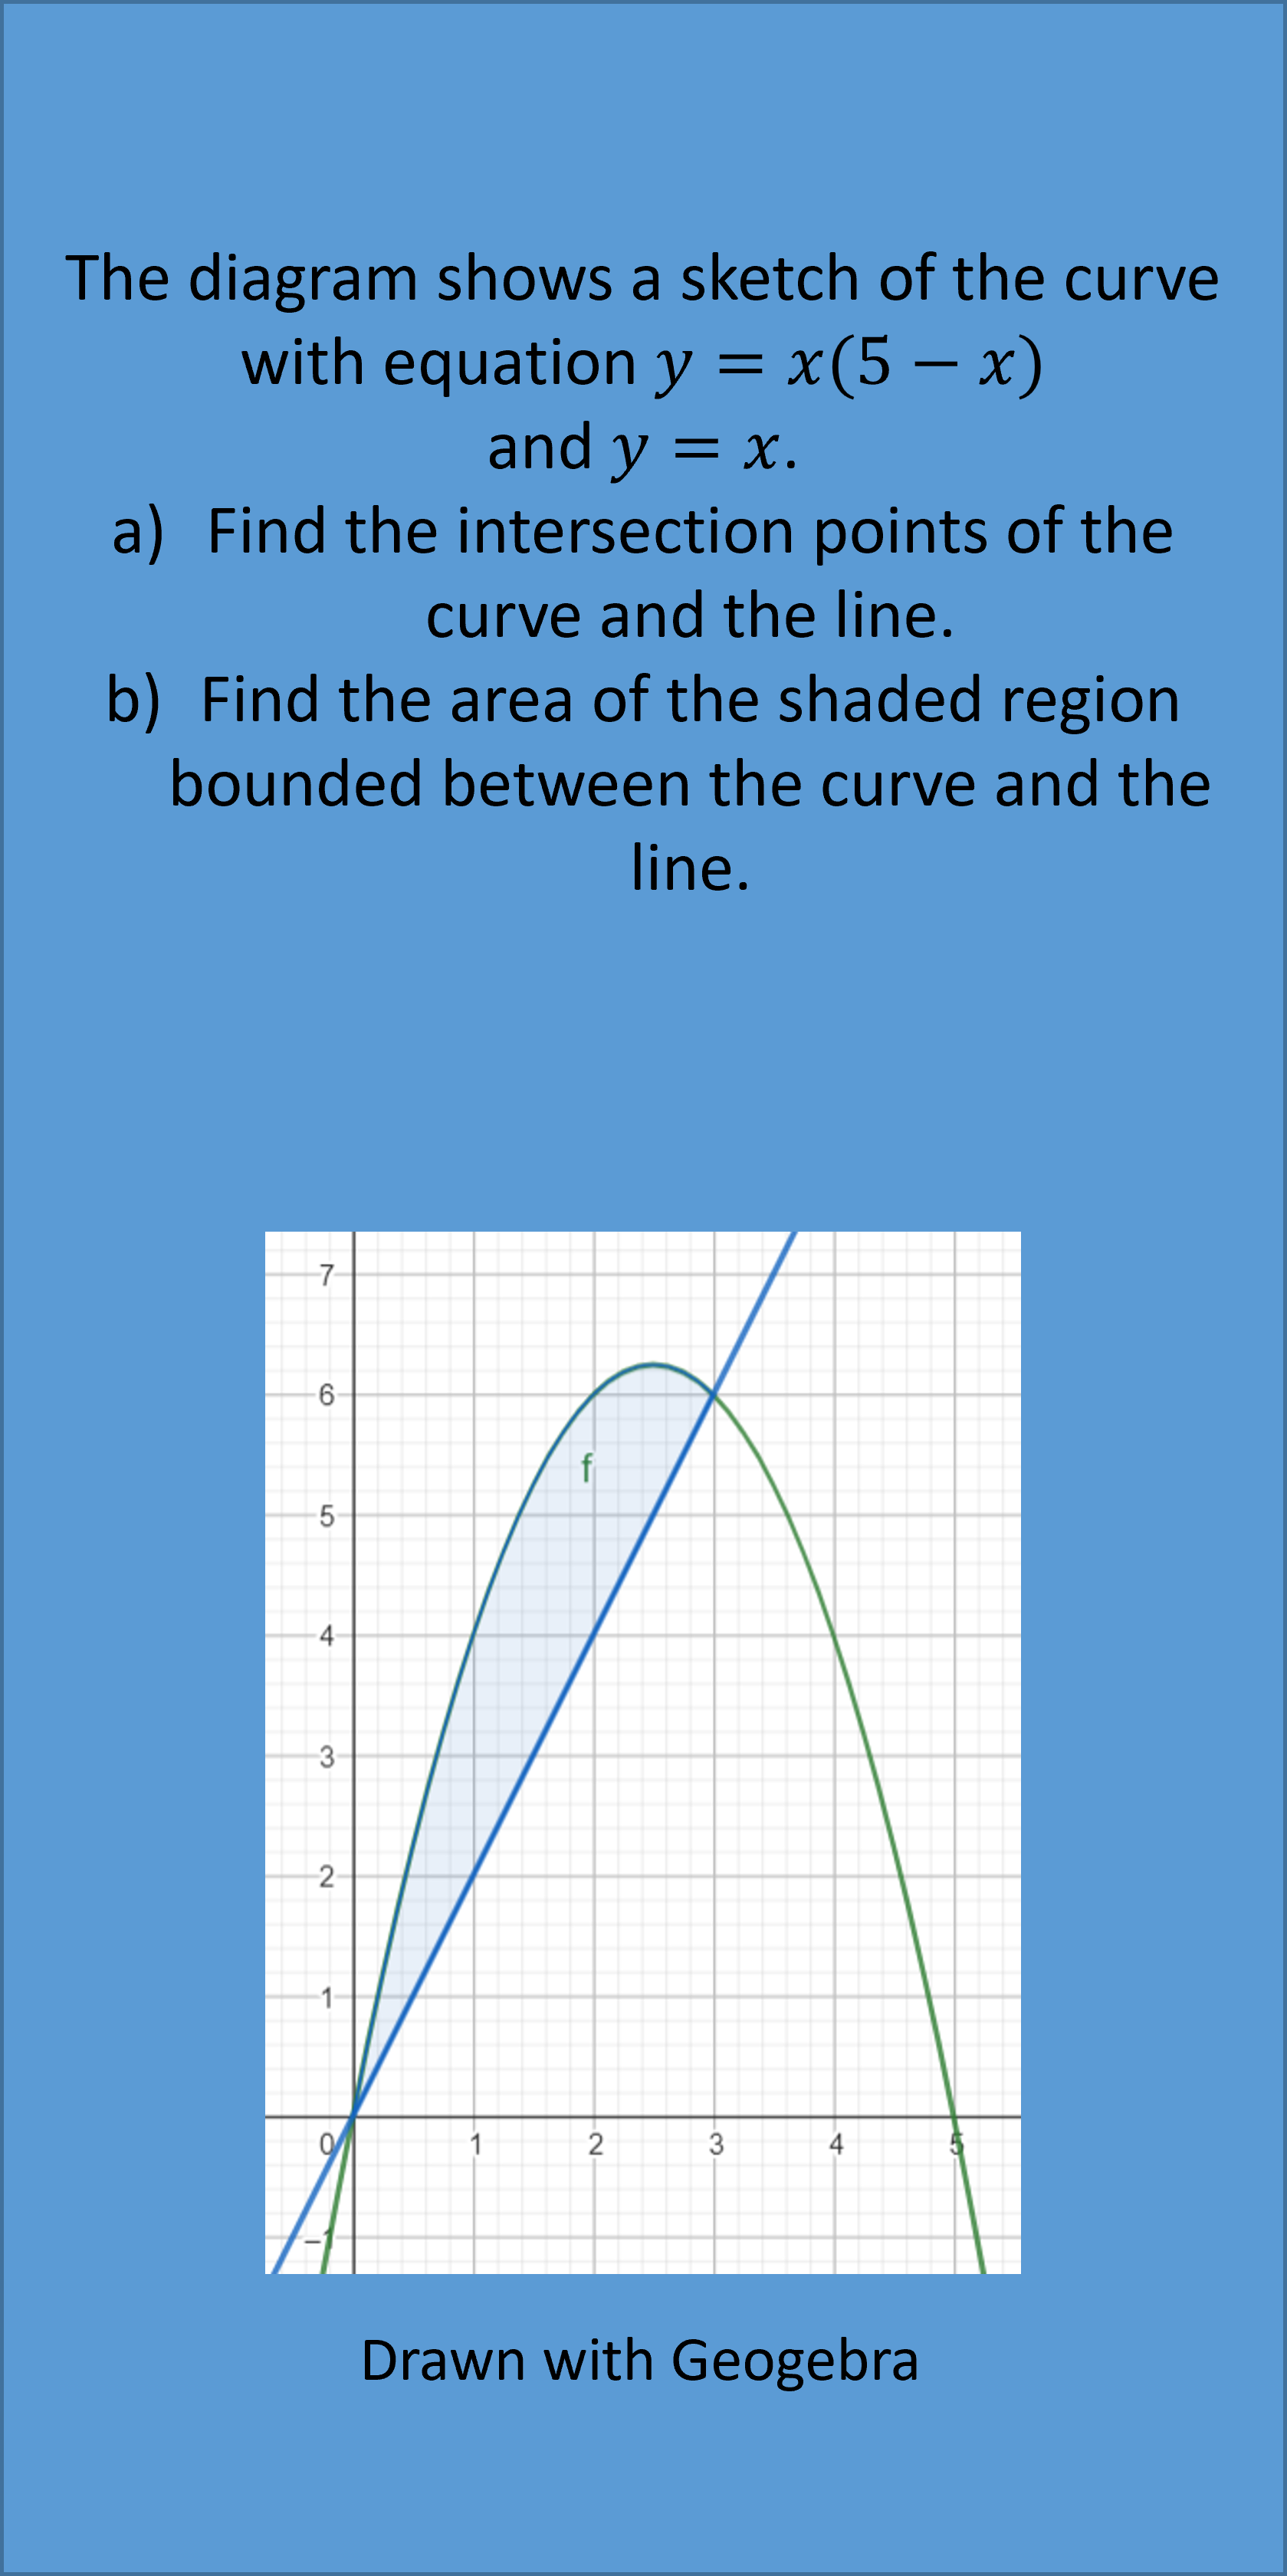 The diagram shows a sketch of the curve
with equation 𝑦 = 𝑥(5 − 𝑥)
and 𝑦 = 𝑥.
a) Find the intersection points of the
curve and the line.
b) Find the area of the shaded region
bounded between the curve and the
line.
7
6
f
5
4
3
2
1
0 1 2 3 4 5
−1
Drawn with Geogebra